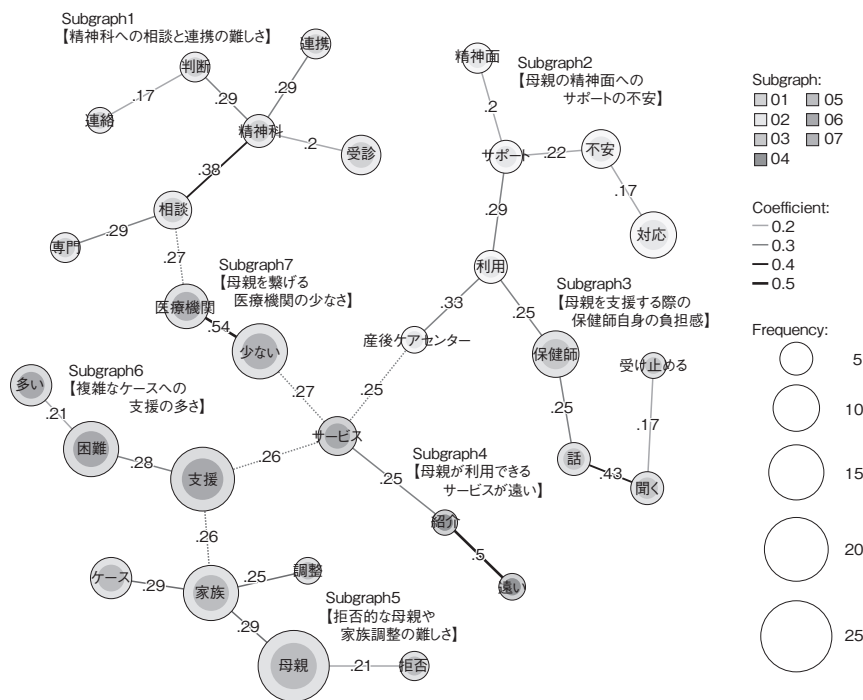 Subgraph1
【精神科への相談と連携の難しさ】
連携
判断
.17
.29
.29
連絡
精神科
.2
受診
.38
相談
専門
.29
.27
精神面
Subgraph2
【母親の精神面への
サポートの不安】
.2
サポート
.22
不安
.17
対応
.29
利用
Subgraph7
【母親を繋げる
医療機関の少なさ】
医療機関
.54
少ない
.33
.25
産後ケアセンター
Subgraph3
【母親を支援する際の
保健師自身の負担感】
保健師
受け止める
.25
.17
話
.43
聞く
.27
.25
サービス
Subgraph6
【複雑なケースへの
支援の多さ】
多い
.21
困難
.28
支援
.26
.25
Subgraph4
【母親が利用できる
サービスが遠い】
紹介
.5
遠い
.26
ケース
.29
家族
.25
調整
.29
Subgraph5
【拒否的な母親や
家族調整の難しさ】
母親
.21
拒否
Subgraph:
01 05
02 06
03 07
04
Coefficient:
0.2
0.3
0.4
0.5
Frequency:
5
10
15
20
25